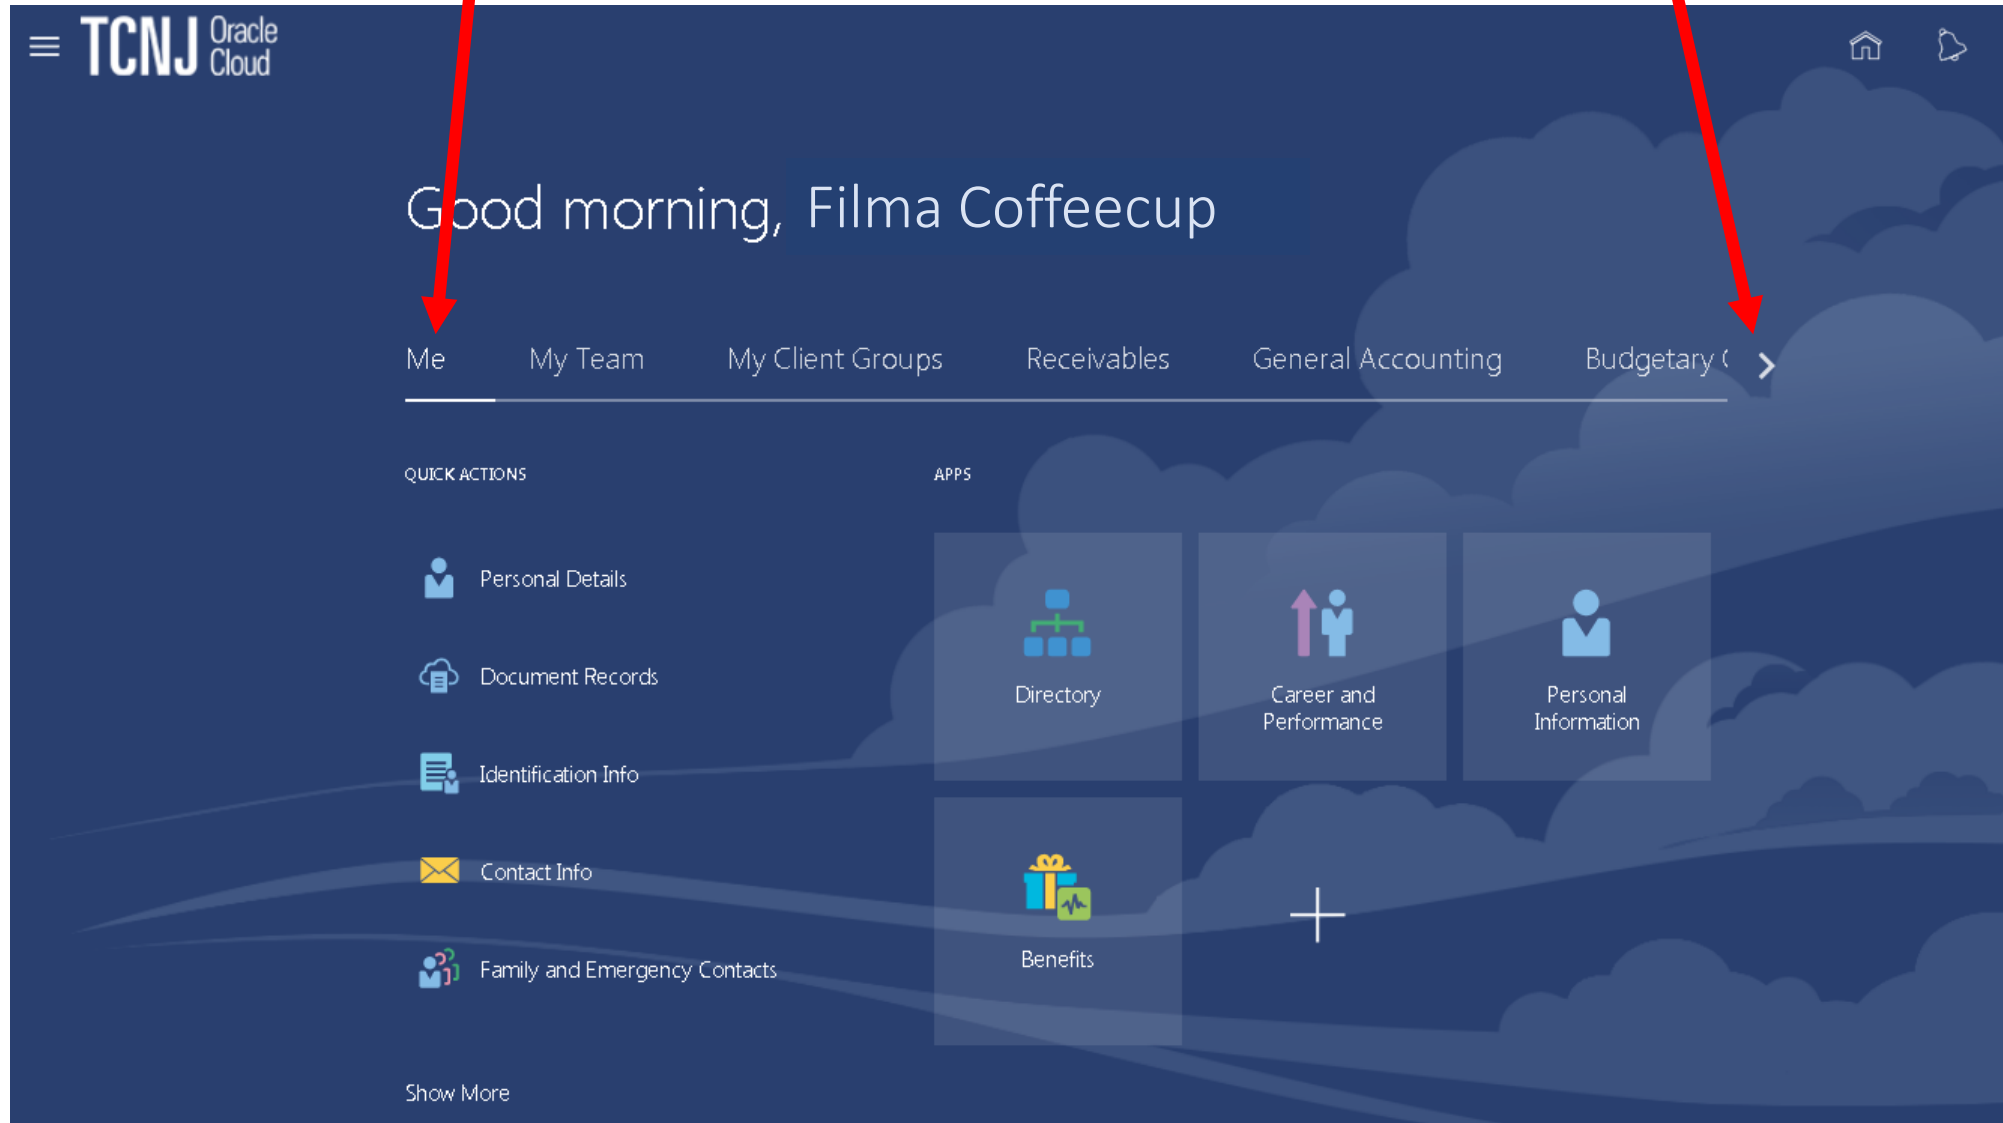 TCNJ Oracle Cloud
Good morning, Filma Coffeecup
Me My Team My Client Groups Receivables General Accounting Budgetary
QUICK ACTIONS
APPS
Personal Details
Document Records
Identification Info
Contact Info
Family and Emergency Contacts
Show More
Directory
Career and
Performance
Personal
Information
Benefits